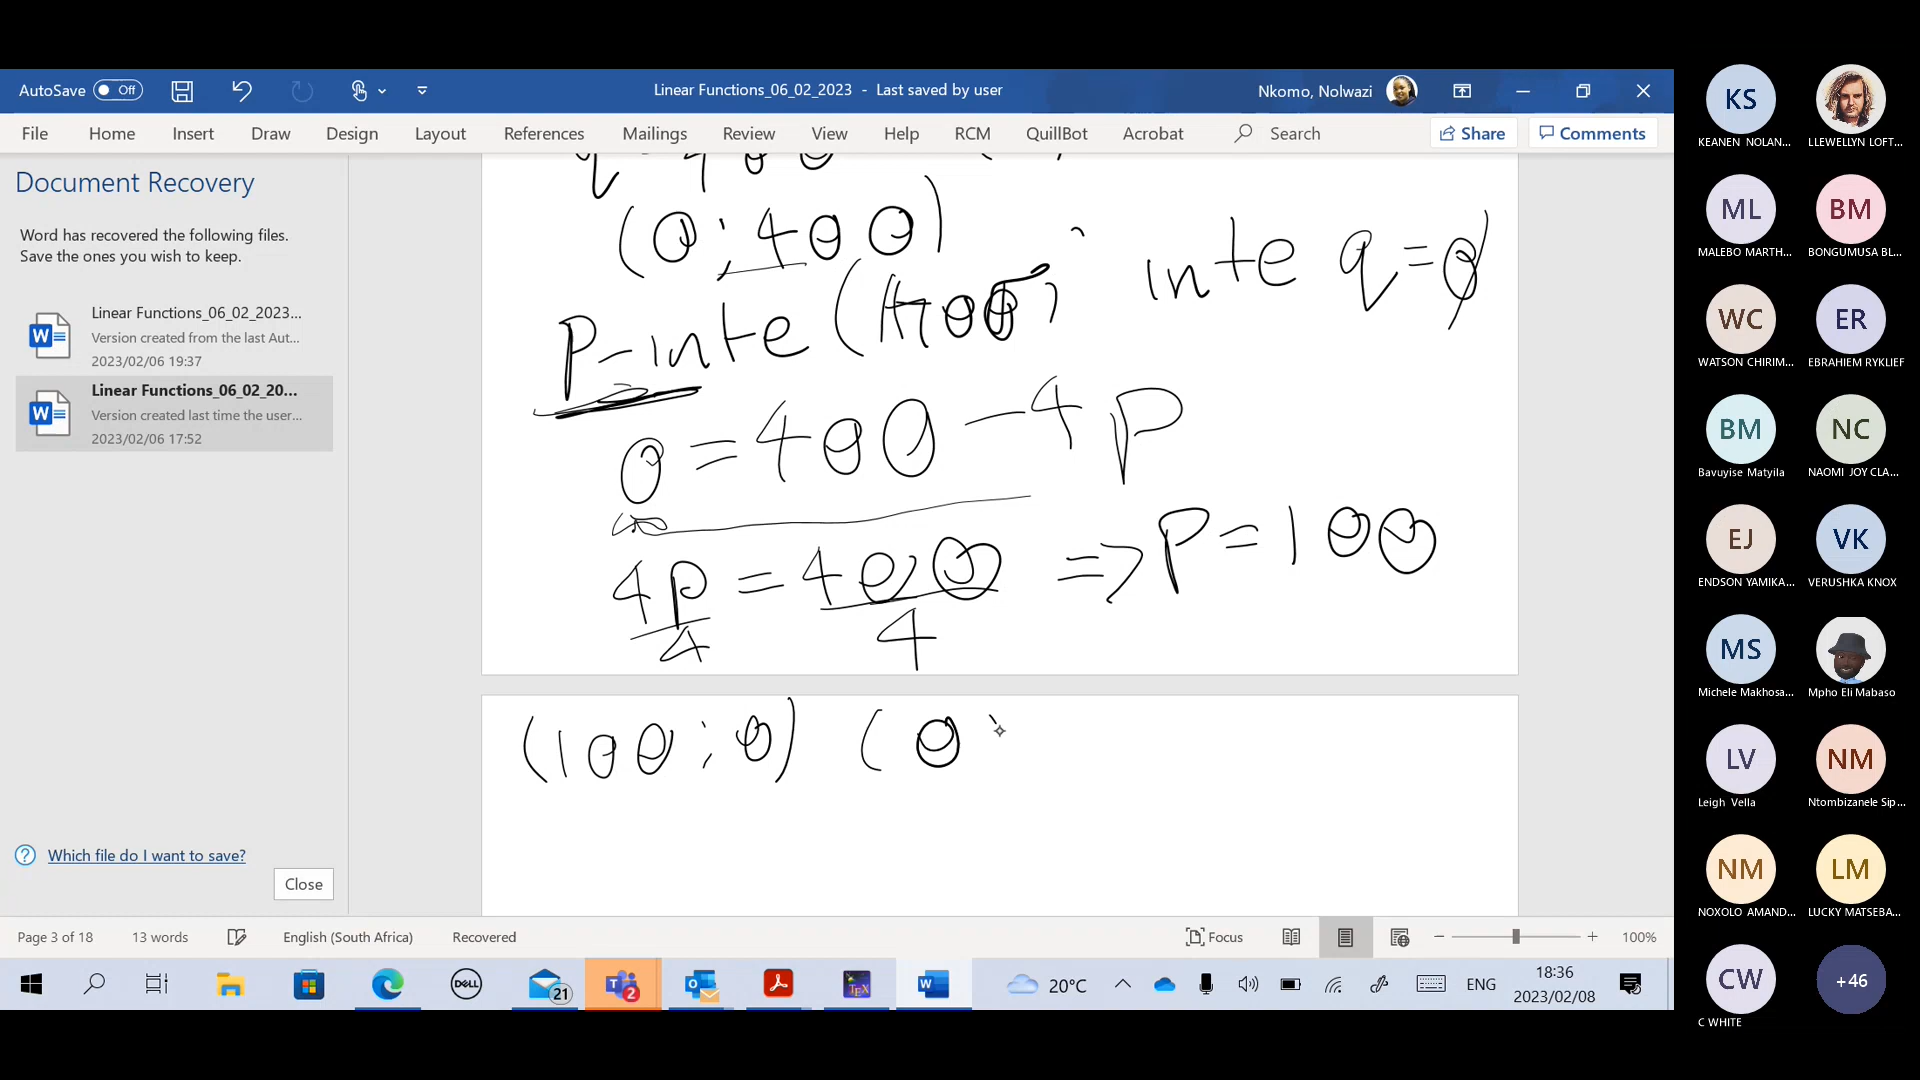 AutoSave Off
Linear Functions_06_02_2023 - Last saved by user
Nkomo, Nolwazi
File Home Insert Draw Design Layout References Mailings Review View Help RCM QuillBot Acrobat Search Share Comments
Document Recovery
Word has recovered the following files.
Save the ones you wish to keep.
Linear Functions_06_02_2023...
Version created from the last Aut...
2023/02/06 19:37
Linear Functions_06_02_20...
Version created last time the user...
2023/02/06 17:52
Which file do I want to save?
Close
(0 ; 400)
P-inte
inte q = 0
0 = 400 - 4P
4P/4 = 400/4 => P = 100
(100 ; 0) ( 0 ;
Page 3 of 18 13 words English (South Africa) Recovered Focus 100%
21 2 20°C ENG
18:36
2023/02/08
KS
KEANEN NOLAN...
LLEWELLYN LOFT...
ML
MALEBO MARTH...
BM
BONGUMUSA BL...
WC
WATSON CHIRIM...
ER
EBRAHIEM RYKLIEF
BM
Bavuyise Matyila
NC
NAOMI JOY CLA...
EJ
ENDSON YAMIKA...
VK
VERUSHKA KNOX
MS
Michele Makhosa...
Mpho Eli Mabaso
LV
Leigh Vella
NM
Ntombizanele Sip...
NM
NOXOLO AMAND...
LM
LUCKY MATSEBA...
CW
C WHITE
+46